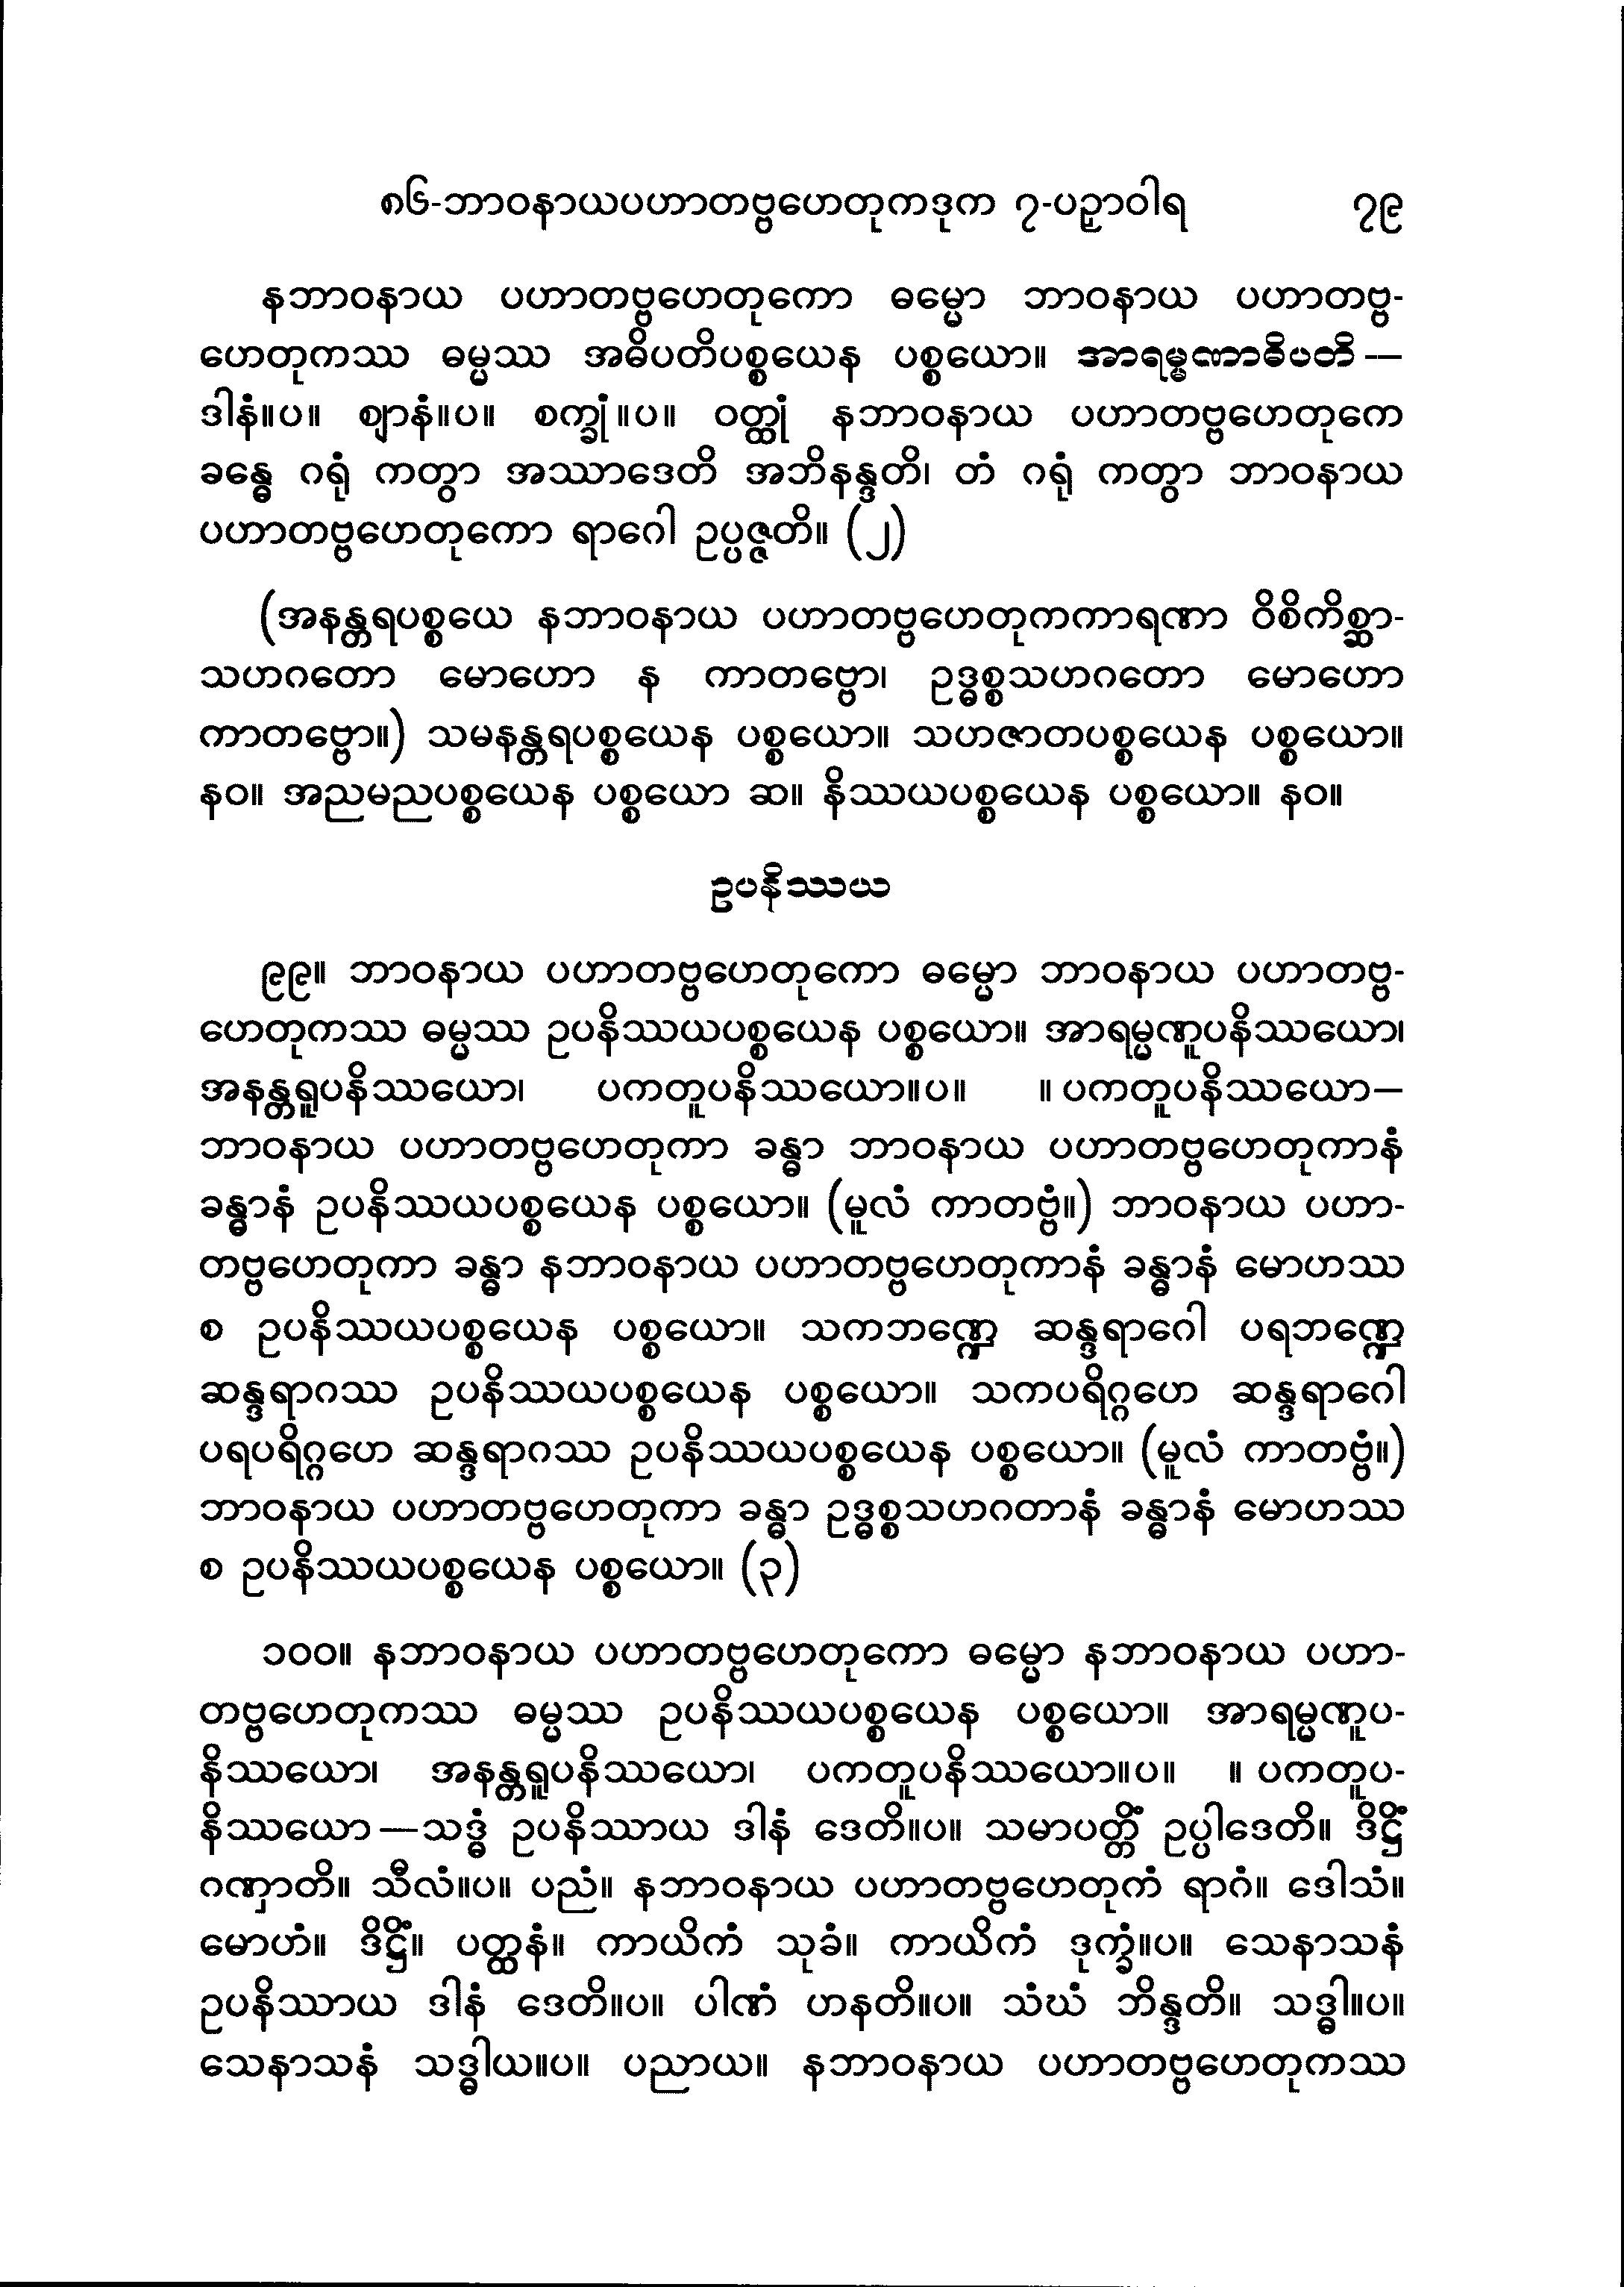 ၈၆-ဘာဝနာယပဟာတဗ္ဗဟေတုကဒုက ၇-ပဉှာဝါရ ၇၉
နဘာဝနာယ ပဟာတဗ္ဗဟေတုကော ဓမ္မော ဘာဝနာယ ပဟာတဗ္ဗ-
ဟေတုကဿ ဓမ္မဿ အဓိပတိပစ္စယေန ပစ္စယော။ အာရမ္မဏာဓိပတိ —
ဒါနံ။ပ။ ဈာနံ။ပ။ စက္ခုံ။ပ။ ဝတ္ထုံ နဘာဝနာယ ပဟာတဗ္ဗဟေတုကေ
ခန္ဓေ ဂရုံ ကတွာ အဿာဒေတိ အဘိနန္ဒတိ၊ တံ ဂရုံ ကတွာ ဘာဝနာယ
ပဟာတဗ္ဗဟေတုကော ရာဂေါ ဥပ္ပဇ္ဇတိ။ (၂)
(အနန္တရပစ္စယေ နဘာဝနာယ ပဟာတဗ္ဗဟေတုကကာရဏာ ဝိစိကိစ္ဆာ-
သဟဂတော မောဟော န ကာတဗ္ဗော၊ ဥဒ္ဓစ္စသဟဂတော မောဟော
ကာတဗ္ဗော။) သမနန္တရပစ္စယေန ပစ္စယော။ သဟဇာတပစ္စယေန ပစ္စယော။
နဝ။ အညမညပစ္စယေန ပစ္စယော ဆ။ နိဿယပစ္စယေန ပစ္စယော။ နဝ။
ဥပနိဿယ
၉၉။ ဘာဝနာယ ပဟာတဗ္ဗဟေတုကော ဓမ္မော ဘာဝနာယ ပဟာတဗ္ဗ-
ဟေတုကဿ ဓမ္မဿ ဥပနိဿယပစ္စယေန ပစ္စယော။ အာရမ္မဏူပနိဿယော၊
အနန္တရူပနိဿယော၊ ပကတူပနိဿယော။ပ။ ။ ပကတူပနိဿယော—
ဘာဝနာယ ပဟာတဗ္ဗဟေတုကာ ခန္ဓာ ဘာဝနာယ ပဟာတဗ္ဗဟေတုကာနံ
ခန္ဓာနံ ဥပနိဿယပစ္စယေန ပစ္စယော။ (မူလံ ကာတဗ္ဗံ။) ဘာဝနာယ ပဟာ-
တဗ္ဗဟေတုကာ ခန္ဓာ နဘာဝနာယ ပဟာတဗ္ဗဟေတုကာနံ ခန္ဓာနံ မောဟဿ
စ ဥပနိဿယပစ္စယေန ပစ္စယော။ သကဘဏ္ဍေ ဆန္ဒရာဂေါ ပရဘဏ္ဍေ
ဆန္ဒရာဂဿ ဥပနိဿယပစ္စယေန ပစ္စယော။ သကပရိဂ္ဂဟေ ဆန္ဒရာဂေါ
ပရပရိဂ္ဂဟေ ဆန္ဒရာဂဿ ဥပနိဿယပစ္စယေန ပစ္စယော။ (မူလံ ကာတဗ္ဗံ။)
ဘာဝနာယ ပဟာတဗ္ဗဟေတုကာ ခန္ဓာ ဥဒ္ဓစ္စသဟဂတာနံ ခန္ဓာနံ မောဟဿ
စ ဥပနိဿယပစ္စယေန ပစ္စယော။ (၃)
၁၀၀။ နဘာဝနာယ ပဟာတဗ္ဗဟေတုကော ဓမ္မော နဘာဝနာယ ပဟာ-
တဗ္ဗဟေတုကဿ ဓမ္မဿ ဥပနိဿယပစ္စယေန ပစ္စယော။ အာရမ္မဏူပ-
နိဿယော၊ အနန္တရူပနိဿယော၊ ပကတူပနိဿယော။ပ။ ။ ပကတူပ-
နိဿယော—သဒ္ဓံ ဥပနိဿာယ ဒါနံ ဒေတိ။ပ။ သမာပတ္တိံ ဥပ္ပါဒေတိ။ ဒိဋ္ဌိံ
ဂဏှာတိ။ သီလံ။ပ။ ပညံ။ နဘာဝနာယ ပဟာတဗ္ဗဟေတုကံ ရာဂံ။ ဒေါသံ။
မောဟံ။ ဒိဋ္ဌိံ။ ပတ္ထနံ။ ကာယိကံ သုခံ။ ကာယိကံ ဒုက္ခံ။ပ။ သေနာသနံ
ဥပနိဿာယ ဒါနံ ဒေတိ။ပ။ ပါဏံ ဟနတိ။ပ။ သံဃံ ဘိန္ဒတိ။ သဒ္ဓါ။ပ။
သေနာသနံ သဒ္ဓါယ။ပ။ ပညာယ။ နဘာဝနာယ ပဟာတဗ္ဗဟေတုကဿ